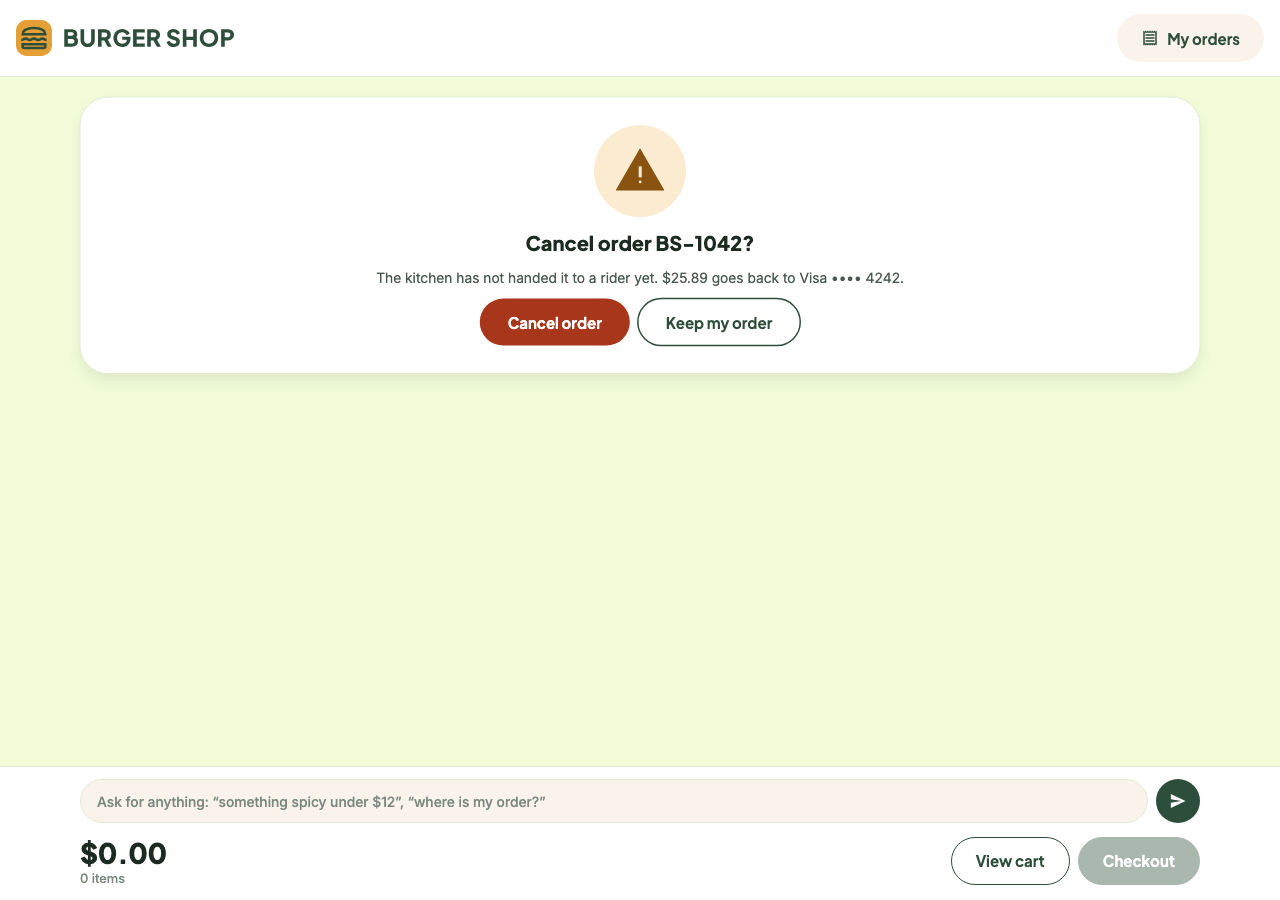 BURGER SHOP
My orders
Cancel order BS-1042?
The kitchen has not handed it to a rider yet. $25.89 goes back to Visa •••• 4242.
Cancel order
Keep my order
Ask for anything: “something spicy under $12”, “where is my order?”
$0.00
0 items
View cart
Checkout